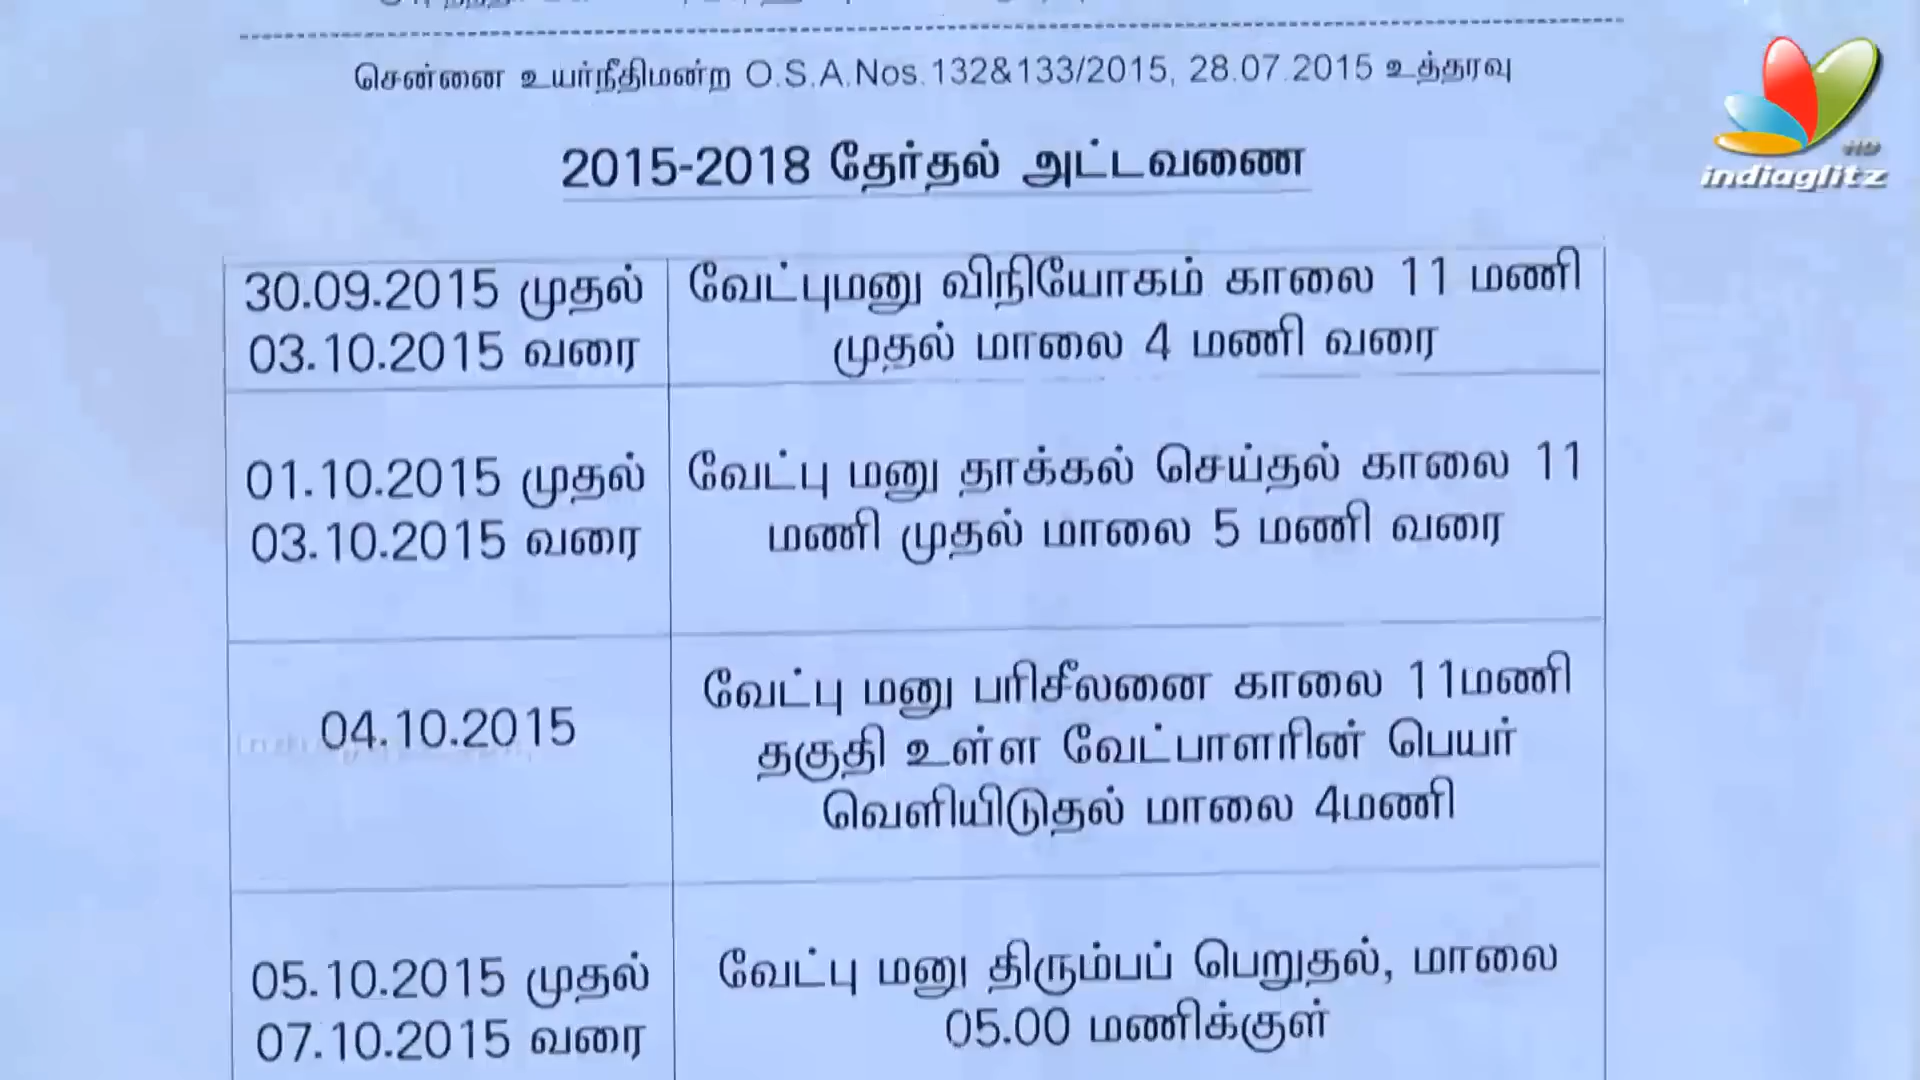 சென்னை உயர்நீதிமன்ற O.S.A.Nos.132&133/2015, 28.07.2015 உத்தரவு
2015-2018 தேர்தல் அட்டவணை
30.09.2015 முதல்
03.10.2015 வரை
வேட்புமனு விநியோகம் காலை 11 மணி
முதல் மாலை 4 மணி வரை
01.10.2015 முதல்
03.10.2015 வரை
வேட்பு மனு தாக்கல் செய்தல் காலை 11
மணி முதல் மாலை 5 மணி வரை
04.10.2015
வேட்பு மனு பரிசீலனை காலை 11மணி
தகுதி உள்ள வேட்பாளரின் பெயர்
வெளியிடுதல் மாலை 4மணி
05.10.2015 முதல்
07.10.2015 வரை
வேட்பு மனு திரும்பப் பெறுதல், மாலை
05.00 மணிக்குள்
HD
indiaglitz